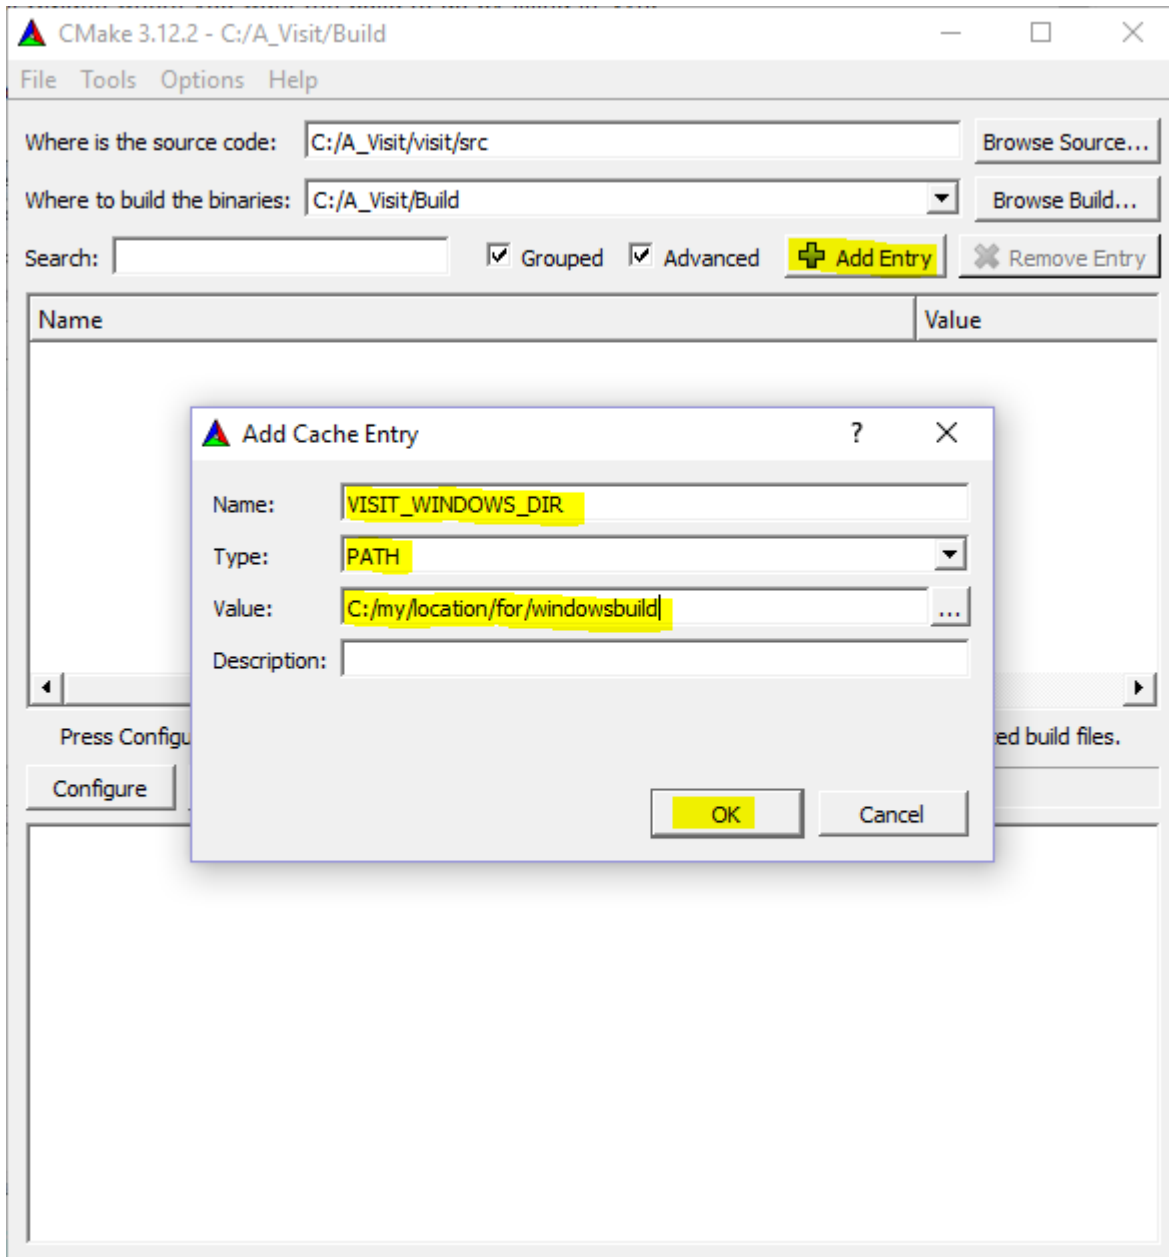 CMake 3.12.2 - C:/A_Visit/Build
File Tools Options Help
Where is the source code: C:/A_Visit/visit/src Browse Source...
Where to build the binaries: C:/A_Visit/Build Browse Build...
Search: Grouped Advanced Add Entry Remove Entry
Name Value
Add Cache Entry ?
Name: VISIT_WINDOWS_DIR
Type: PATH
Value: C:/my/location/for/windowsbuild ...
Description:
Press Configu ed build files.
Configure
OK Cancel